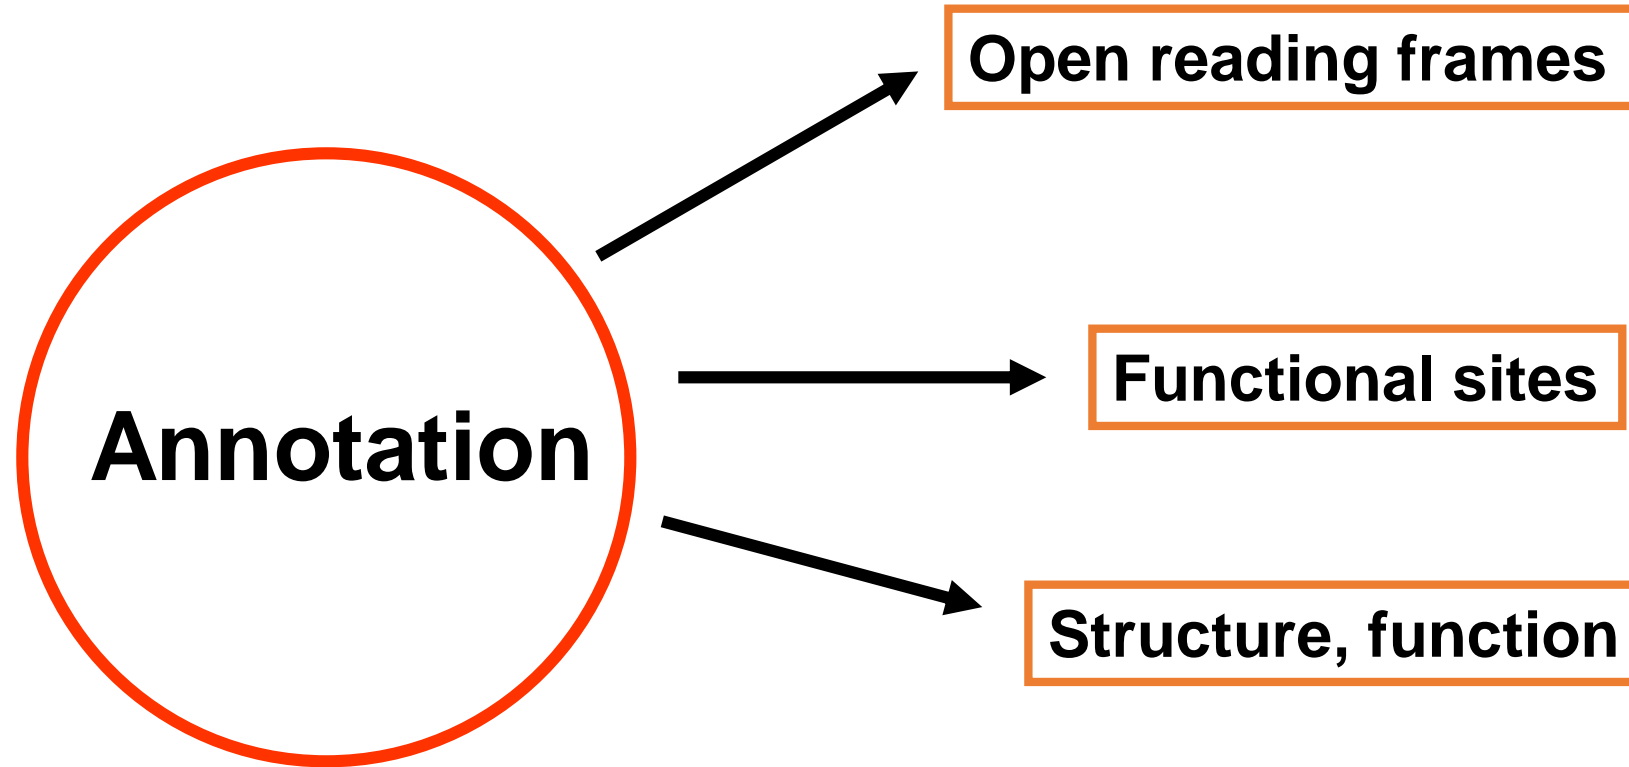 Open reading frames
Functional sites
Annotation
Structure, function